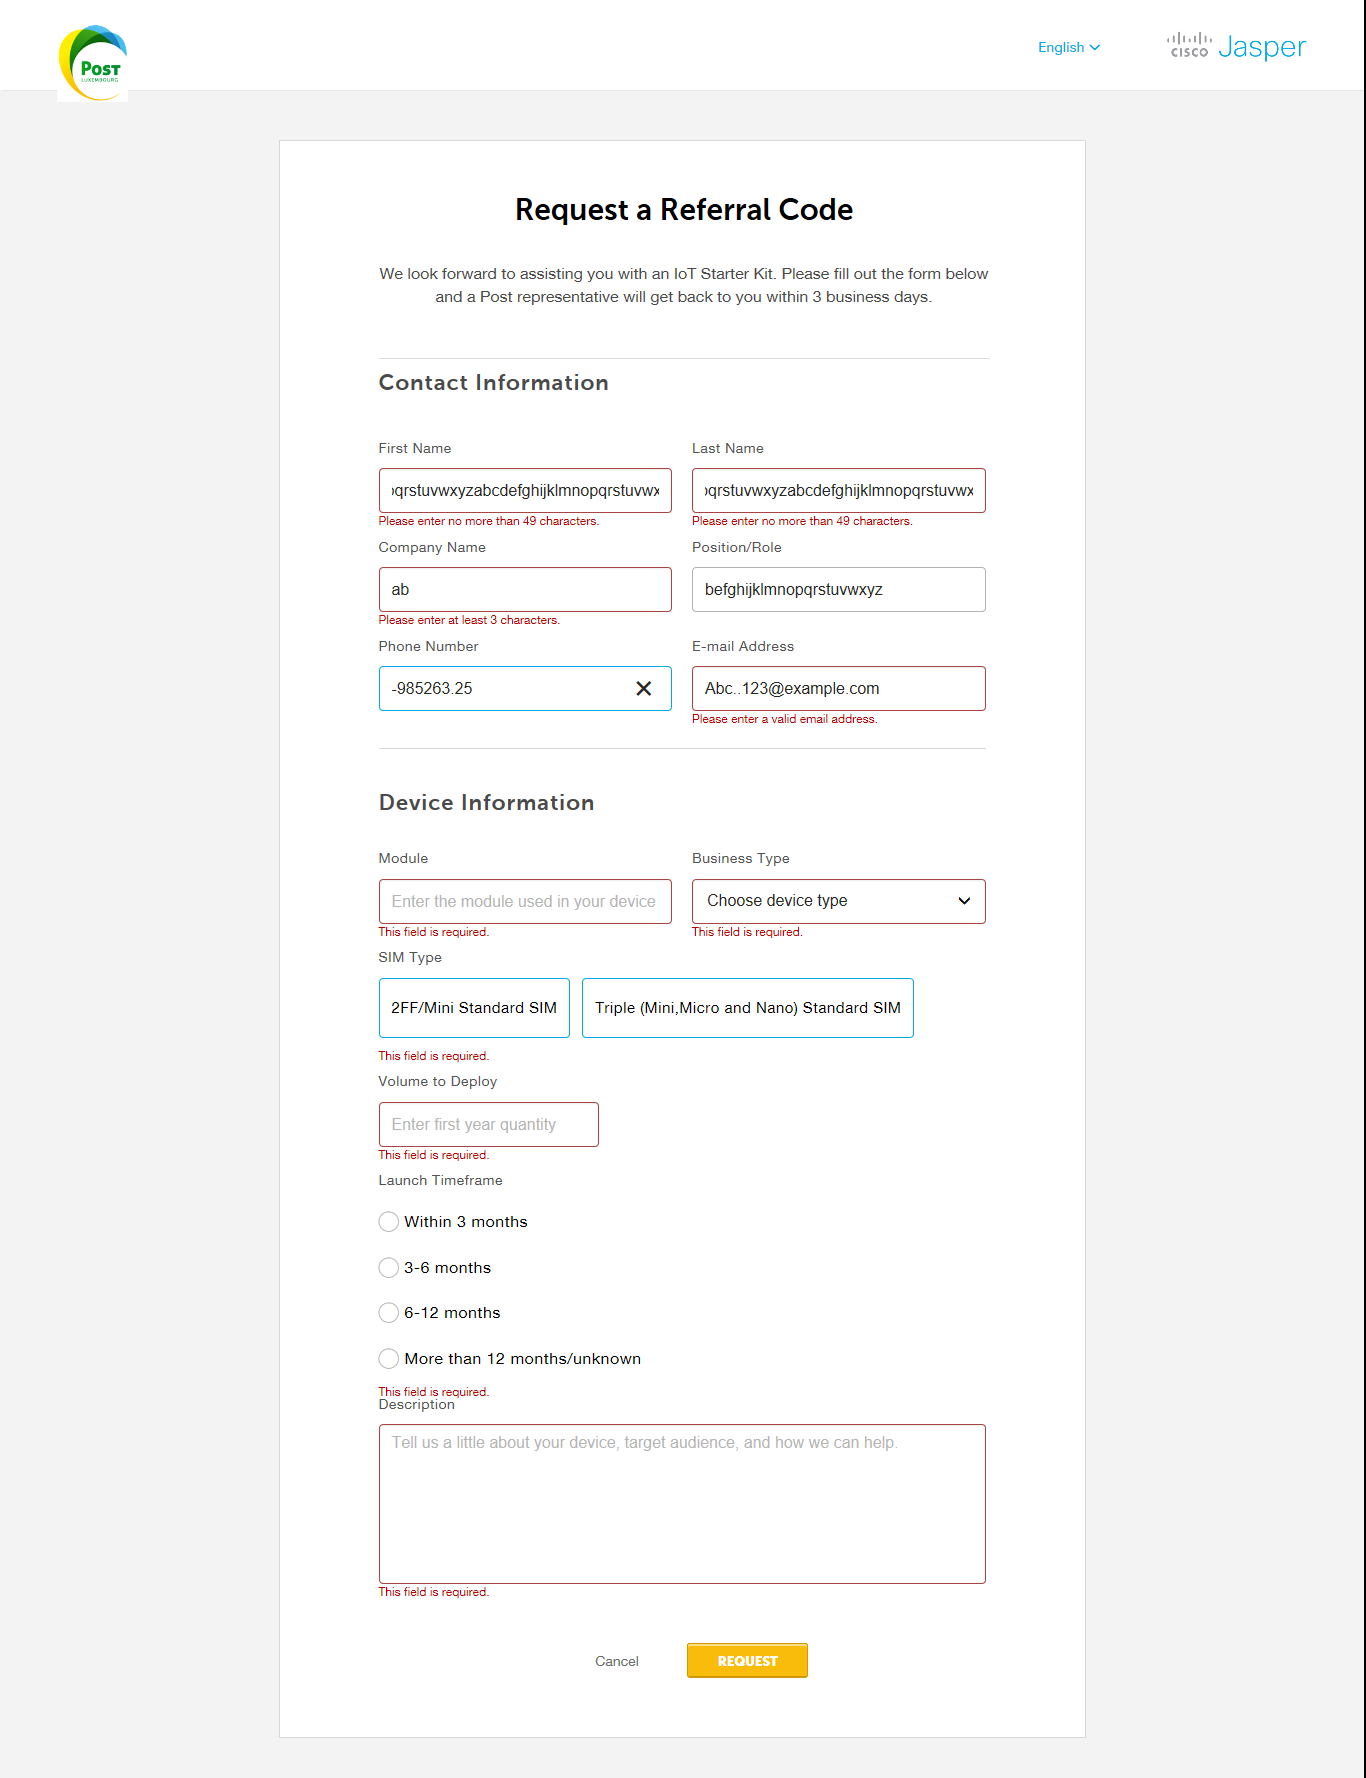 POST
LUXEMBOURG
English
CISCO Jasper
Request a Referral Code
We look forward to assisting you with an IoT Starter Kit. Please fill out the form below
and a Post representative will get back to you within 3 business days.
Contact Information
First Name
Last Name
pqrstuvwxyzabcdefghijklmnopqrstuvwx
pqrstuvwxyzabcdefghijklmnopqrstuvwx
Please enter no more than 49 characters.
Please enter no more than 49 characters.
Company Name
Position/Role
ab
befghijklmnopqrstuvwxyz
Please enter at least 3 characters.
Phone Number
E-mail Address
-985263.25
Abc..123@example.com
Please enter a valid email address.
Device Information
Module
Business Type
Enter the module used in your device
Choose device type
This field is required.
This field is required.
SIM Type
2FF/Mini Standard SIM
Triple (Mini,Micro and Nano) Standard SIM
This field is required.
Volume to Deploy
Enter first year quantity
This field is required.
Launch Timeframe
Within 3 months
3-6 months
6-12 months
More than 12 months/unknown
This field is required.
Description
Tell us a little about your device, target audience, and how we can help.
This field is required.
Cancel
REQUEST